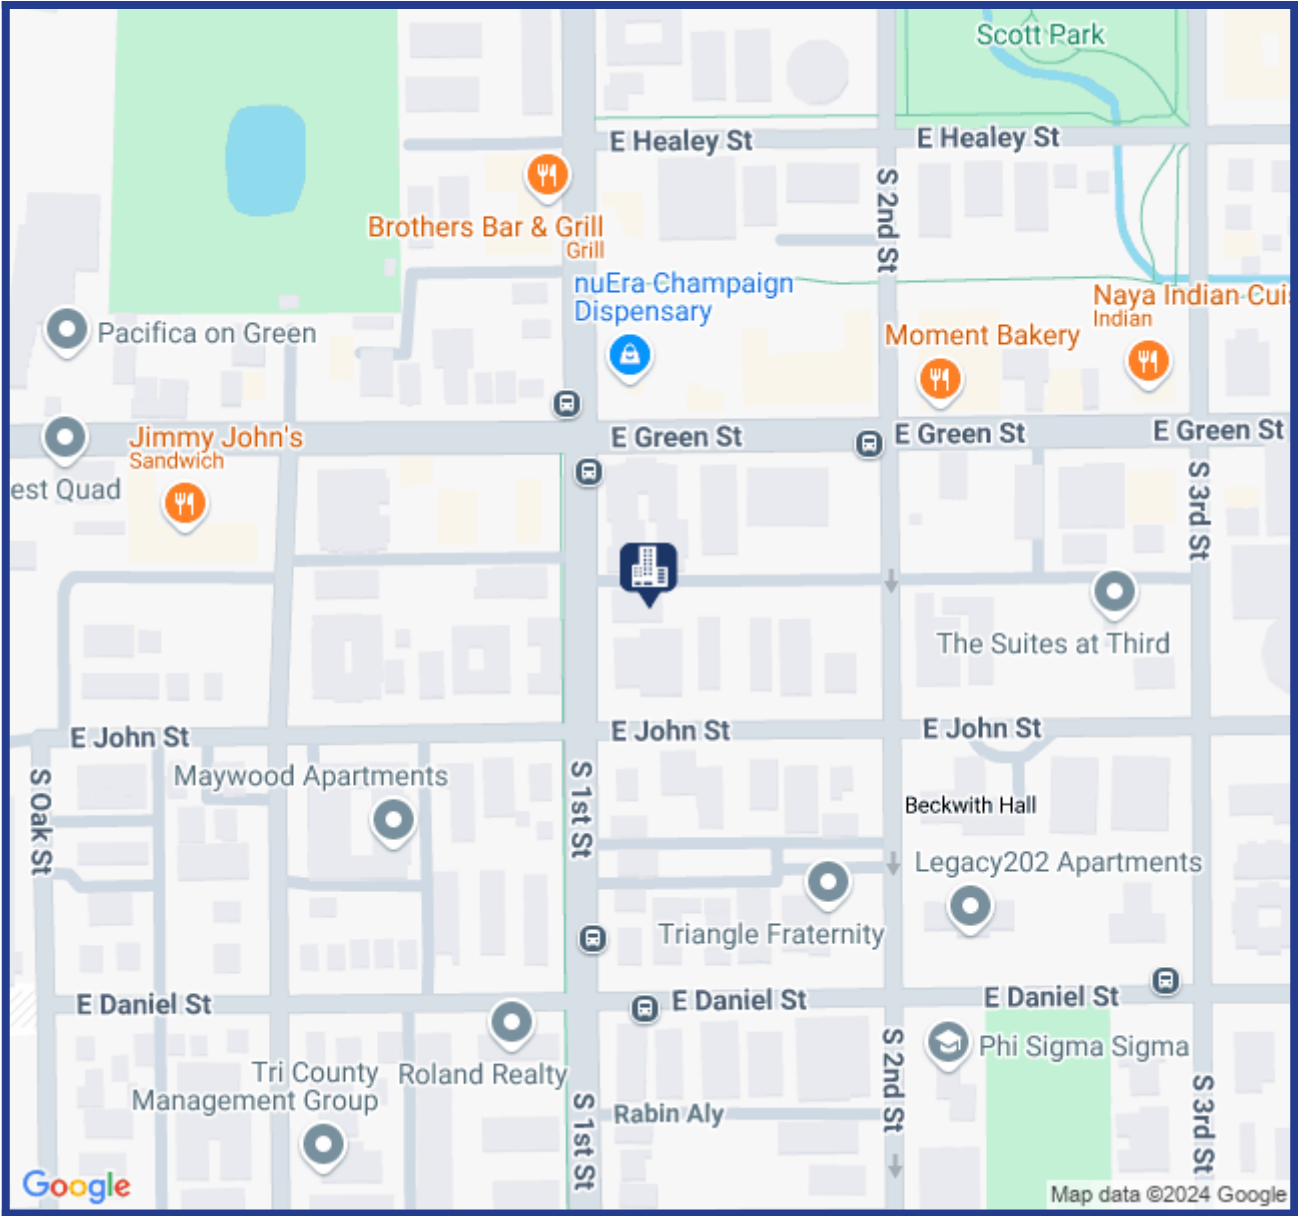 Scott Park
E Healey St
E Healey St
S 2nd St
Brothers Bar & Grill
Grill
nuEra Champaign
Dispensary
Naya Indian Cui
Indian
Pacifica on Green
Moment Bakery
Jimmy John's
Sandwich
E Green St
E Green St
E Green St
est Quad
S 3rd St
The Suites at Third
E John St
E John St
E John St
S Oak St
Maywood Apartments
S 1st St
Beckwith Hall
Legacy202 Apartments
Triangle Fraternity
E Daniel St
E Daniel St
E Daniel St
S 2nd St
Phi Sigma Sigma
Tri County
Management Group
Roland Realty
S 1st St
Rabin Aly
S 3rd St
Google
Map data ©2024 Google